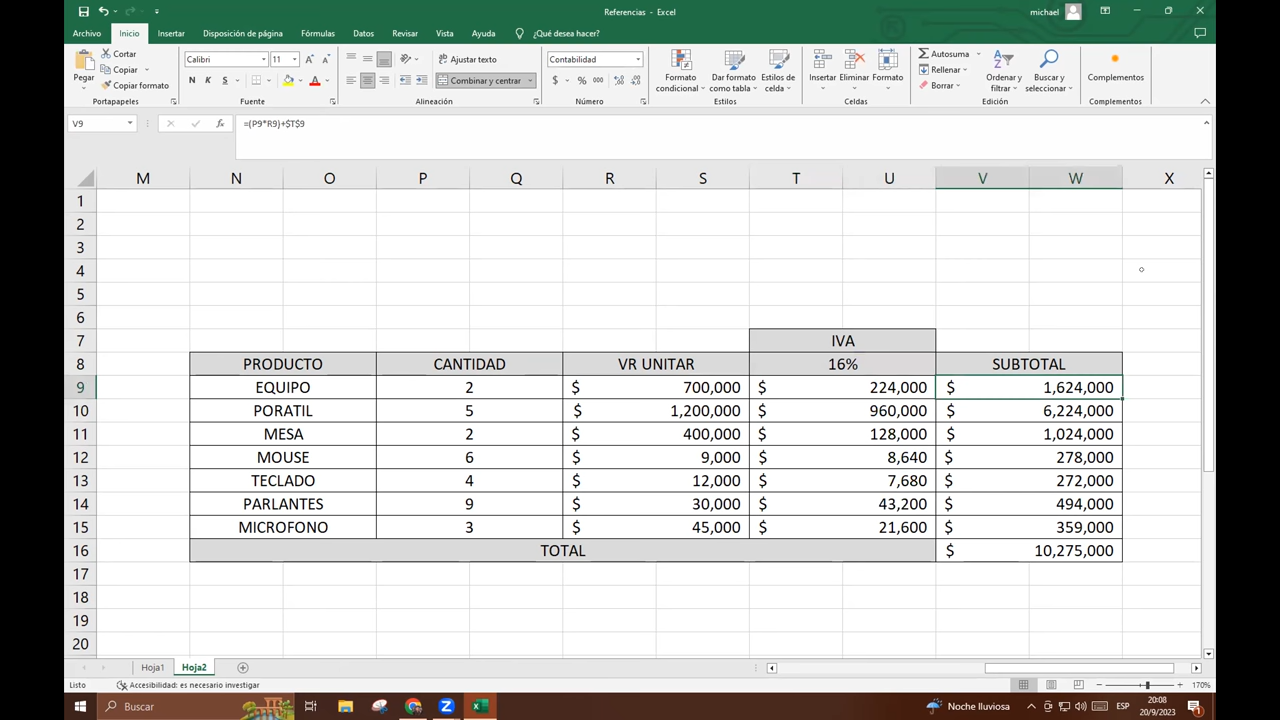 Referencias - Excel
michael
Archivo Inicio Insertar Disposición de página Fórmulas Datos Revisar Vista Ayuda ¿Qué desea hacer?
Pegar
Cortar
Copiar
Copiar formato
Portapapeles
Calibri 11
N K S
Fuente
Ajustar texto
Combinar y centrar
Alineación
Contabilidad
$ % 000
Número
Formato condicional
Dar formato como tabla
Estilos de celda
Estilos
Insertar Eliminar Formato
Celdas
Autosuma
Rellenar
Borrar
Ordenar y filtrar
Buscar y seleccionar
Edición
Complementos
Complementos
V9 fx =(P9*R9)+$T$9
M N O P Q R S T U V W X
1
2
3
4
5
6
7 IVA
8 PRODUCTO CANTIDAD VR UNITAR 16% SUBTOTAL
9 EQUIPO 2 $ 700,000 $ 224,000 $ 1,624,000
10 PORATIL 5 $ 1,200,000 $ 960,000 $ 6,224,000
11 MESA 2 $ 400,000 $ 128,000 $ 1,024,000
12 MOUSE 6 $ 9,000 $ 8,640 $ 278,000
13 TECLADO 4 $ 12,000 $ 7,680 $ 272,000
14 PARLANTES 9 $ 30,000 $ 43,200 $ 494,000
15 MICROFONO 3 $ 45,000 $ 21,600 $ 359,000
16 TOTAL $ 10,275,000
17
18
19
20
Hoja1 Hoja2
Listo Accesibilidad: es necesario investigar 170%
Buscar Noche lluviosa ESP 20:08
20/9/2023